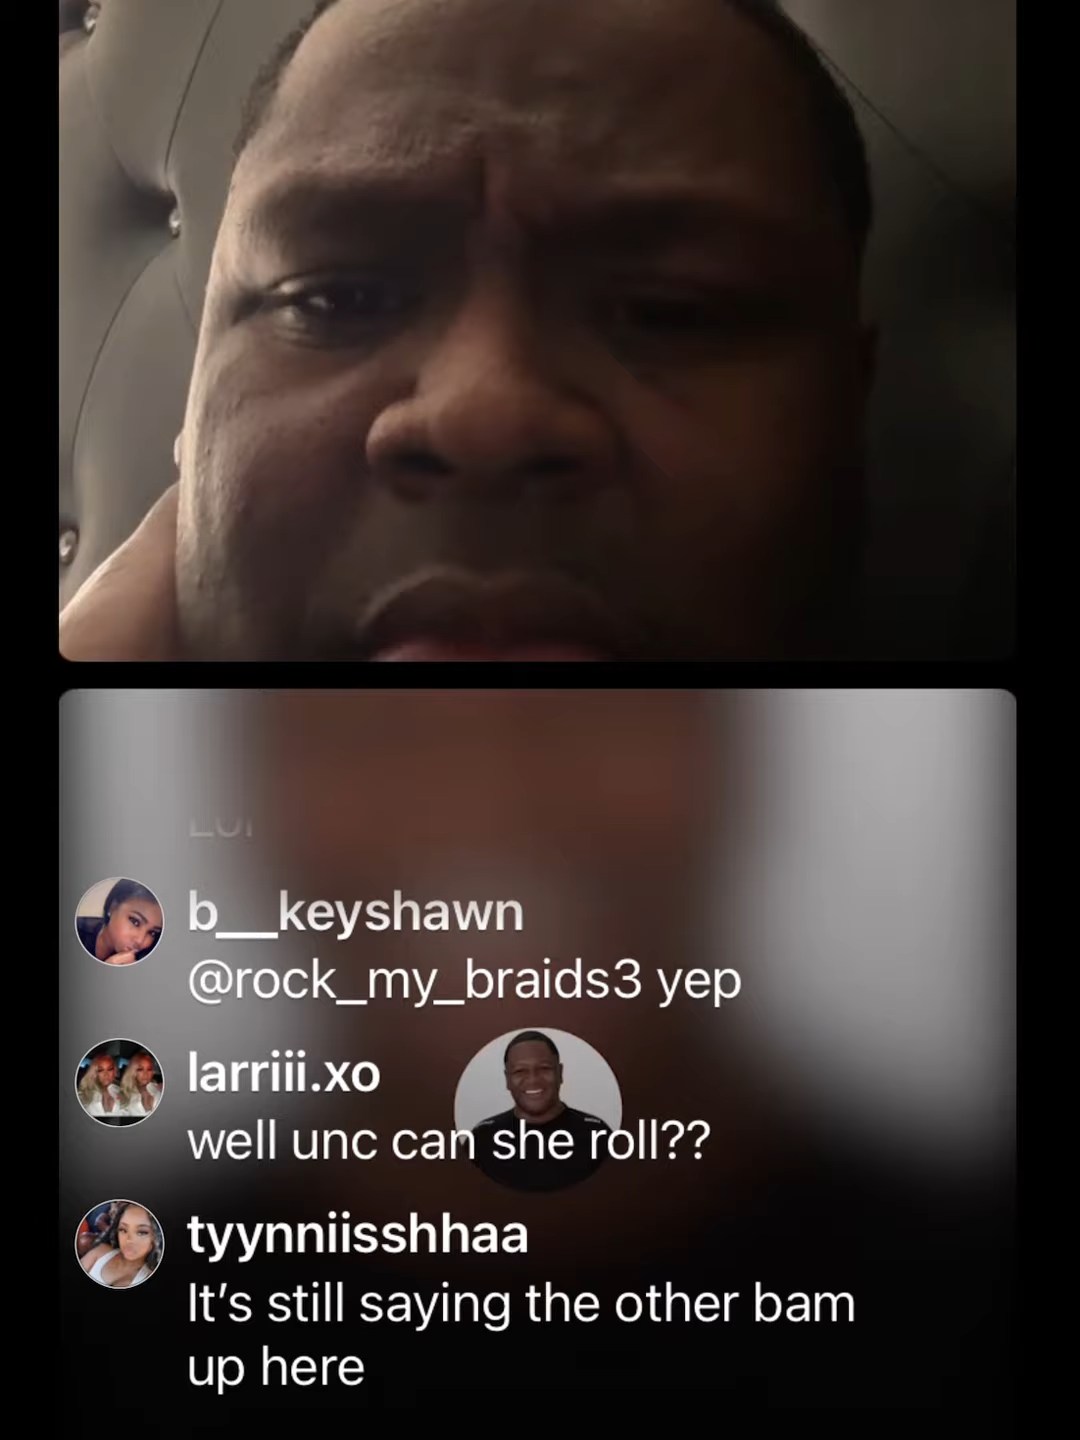 b__keyshawn
@rock_my_braids3 yep
larriii.xo
well unc can she roll??
tyynniisshhaa
It’s still saying the other bam
up here